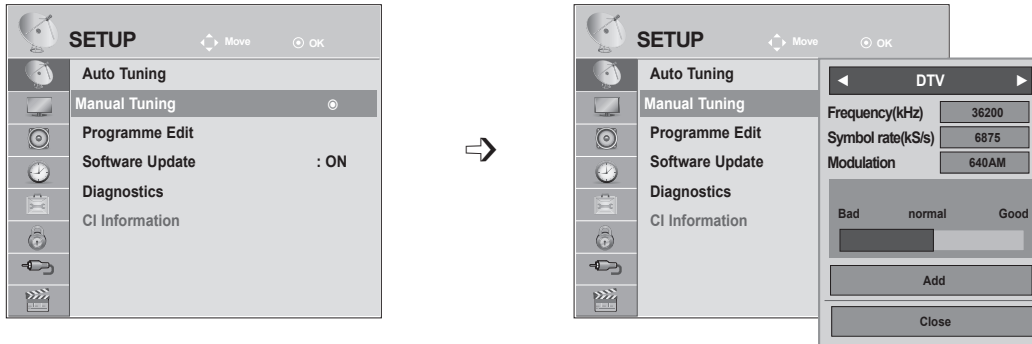 SETUP Move OK
Auto Tuning
Manual Tuning
Programme Edit
Software Update : ON
Diagnostics
CI Information
SETUP Move OK
Auto Tuning
Manual Tuning
Programme Edit
Software Update
Diagnostics
CI Information
DTV
Frequency(kHz) 36200
Symbol rate(kS/s) 6875
Modulation 640AM
Bad normal Good
Add
Close